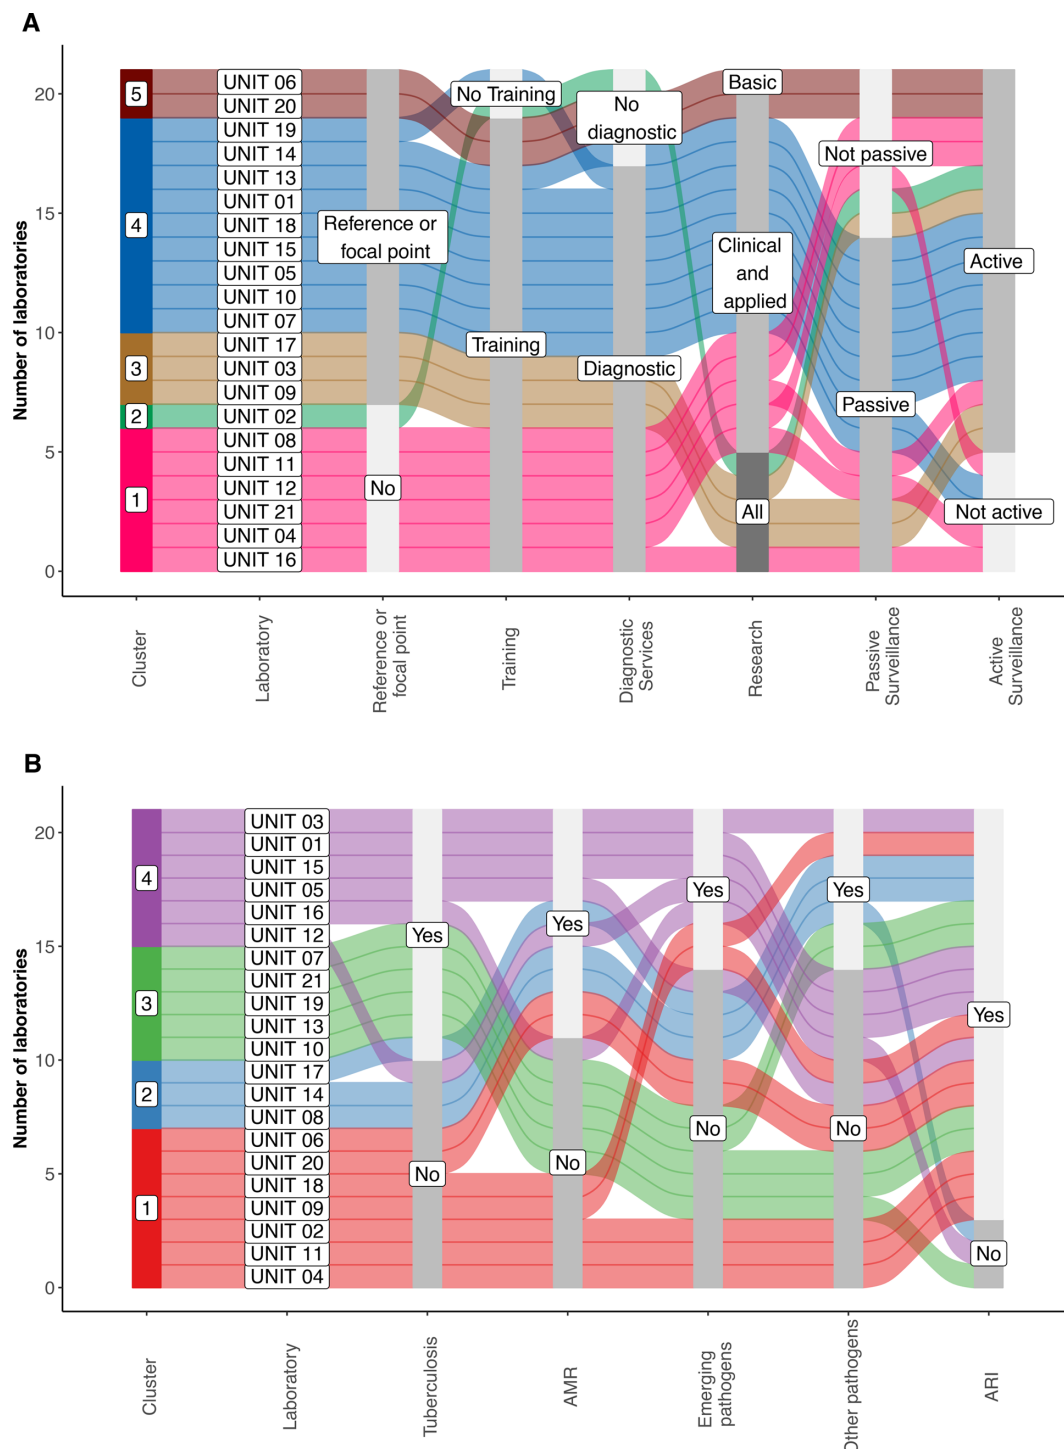 A
Number of laboratories
20
15
10
5
0
5
4
3
2
1
UNIT 06
UNIT 20
UNIT 19
UNIT 14
UNIT 13
UNIT 01
UNIT 18
UNIT 15
UNIT 05
UNIT 10
UNIT 07
UNIT 17
UNIT 03
UNIT 09
UNIT 02
UNIT 08
UNIT 11
UNIT 12
UNIT 21
UNIT 04
UNIT 16
Reference or
focal point
No
No Training
Training
No
diagnostic
Diagnostic
Basic
Clinical
and
applied
All
Not passive
Passive
Active
Not active
Cluster
Laboratory
Reference or
focal point
Training
Diagnostic
Services
Research
Passive
Surveillance
Active
Surveillance
B
Number of laboratories
20
15
10
5
0
4
3
2
1
UNIT 03
UNIT 01
UNIT 15
UNIT 05
UNIT 16
UNIT 12
UNIT 07
UNIT 21
UNIT 19
UNIT 13
UNIT 10
UNIT 17
UNIT 14
UNIT 08
UNIT 06
UNIT 20
UNIT 18
UNIT 09
UNIT 02
UNIT 11
UNIT 04
Yes
No
Yes
No
Yes
No
Yes
No
Yes
No
Cluster
Laboratory
Tuberculosis
AMR
Emerging
pathogens
Other pathogens
ARI